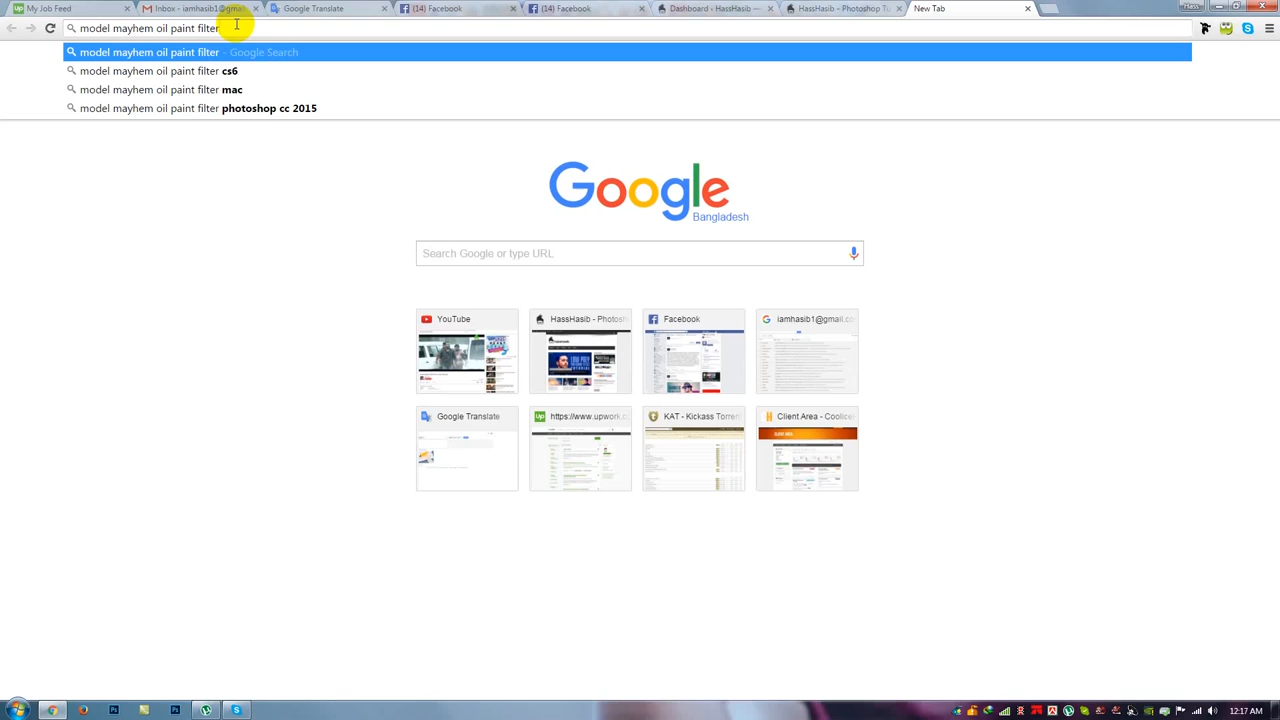 My Job Feed
Inbox - iamhasib1@gmai
Google Translate
(14) Facebook
(14) Facebook
Dashboard ‹ HassHasib —
HassHasib - Photoshop Tu
New Tab
Hass
model mayhem oil paint filter
model mayhem oil paint filter - Google Search
model mayhem oil paint filter cs6
model mayhem oil paint filter mac
model mayhem oil paint filter photoshop cc 2015
Google
Bangladesh
Search Google or type URL
YouTube
HassHasib - Photosh
Facebook
iamhasib1@gmail.co
Google Translate
https://www.upwork.c
KAT - Kickass Torren
Client Area - Coolice
12:17 AM